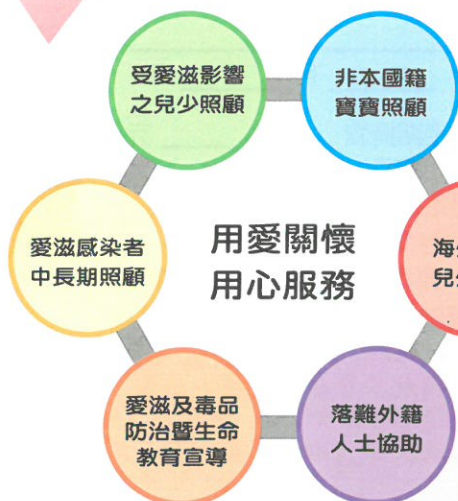 受愛滋影響
之兒少照顧
非本國籍
寶寶照顧
愛滋感染者
中長期照顧
用愛關懷
用心服務
海
兒
愛滋及毒品
防治暨生命
教育宣導
落難外籍
人士協助